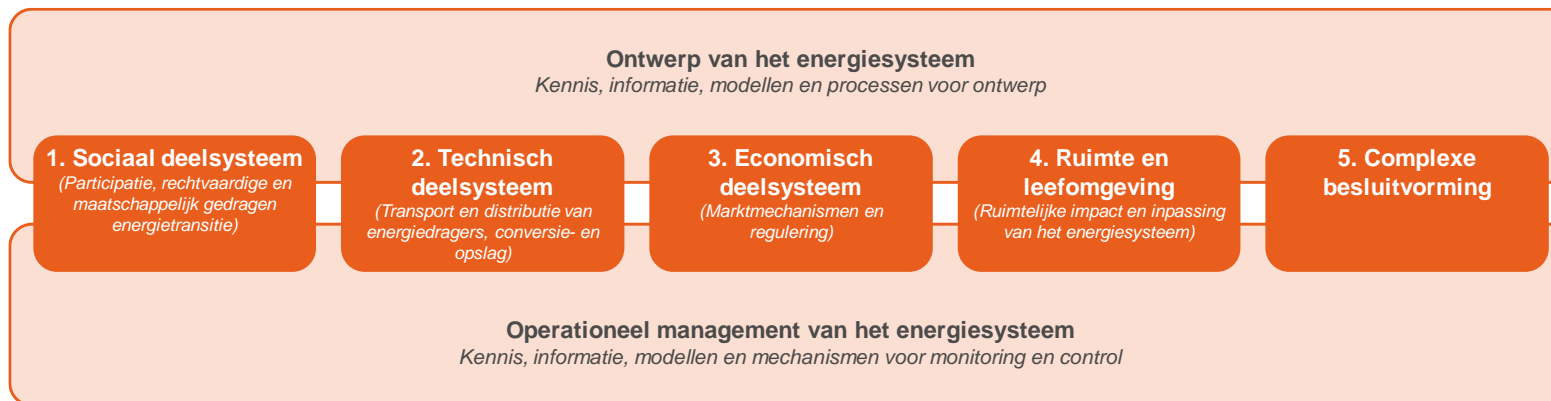 Ontwerp van het energiesysteem
Kennis, informatie, modellen en processen voor ontwerp
1. Sociaal deelsysteem
(Participatie, rechtvaardige en
maatschappelijk gedragen
energietransitie)
2. Technisch
deelsysteem
(Transport en distributie van
energiedragers, conversie- en
opslag)
3. Economisch
deelsysteem
(Marktmechanismen en
regulering)
4. Ruimte en
leefomgeving
(Ruimtelijke impact en inpassing
van het energiesysteem)
5. Complexe
besluitvorming
Operationeel management van het energiesysteem
Kennis, informatie, modellen en mechanismen voor monitoring en control